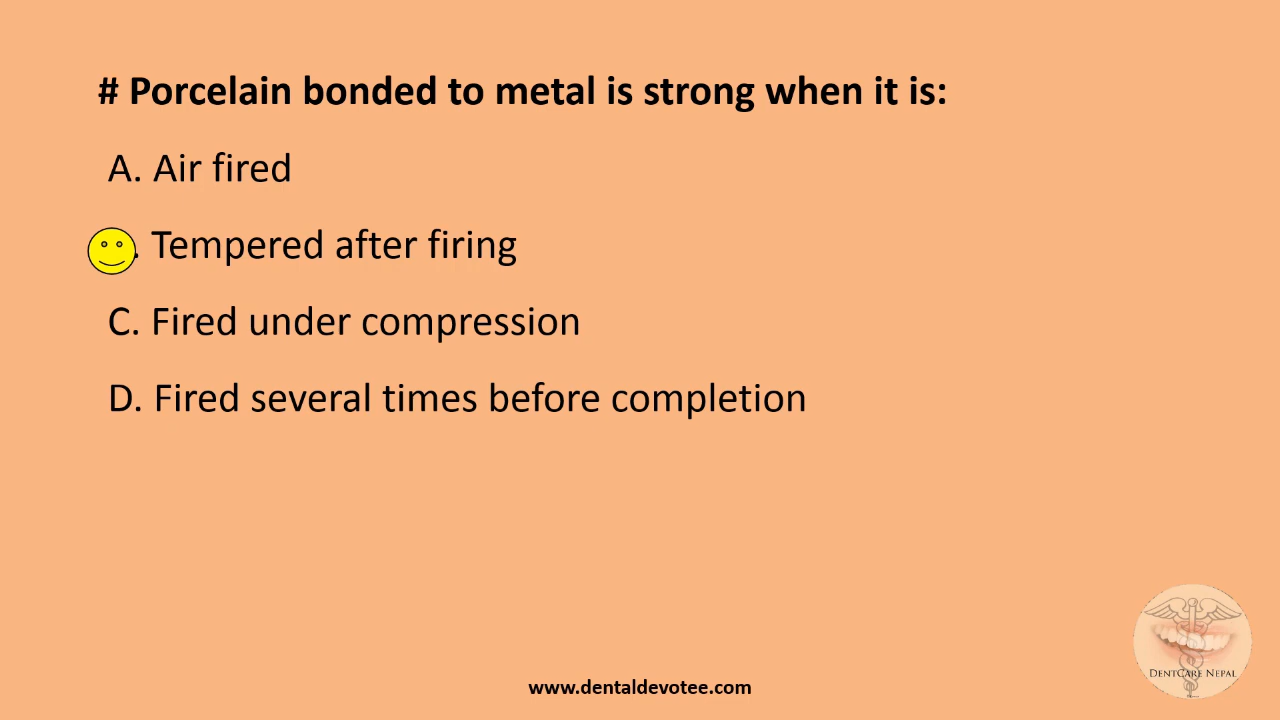 # Porcelain bonded to metal is strong when it is:
A. Air fired
. Tempered after firing
C. Fired under compression
D. Fired several times before completion
DENTCARE NEPAL
www.dentaldevotee.com